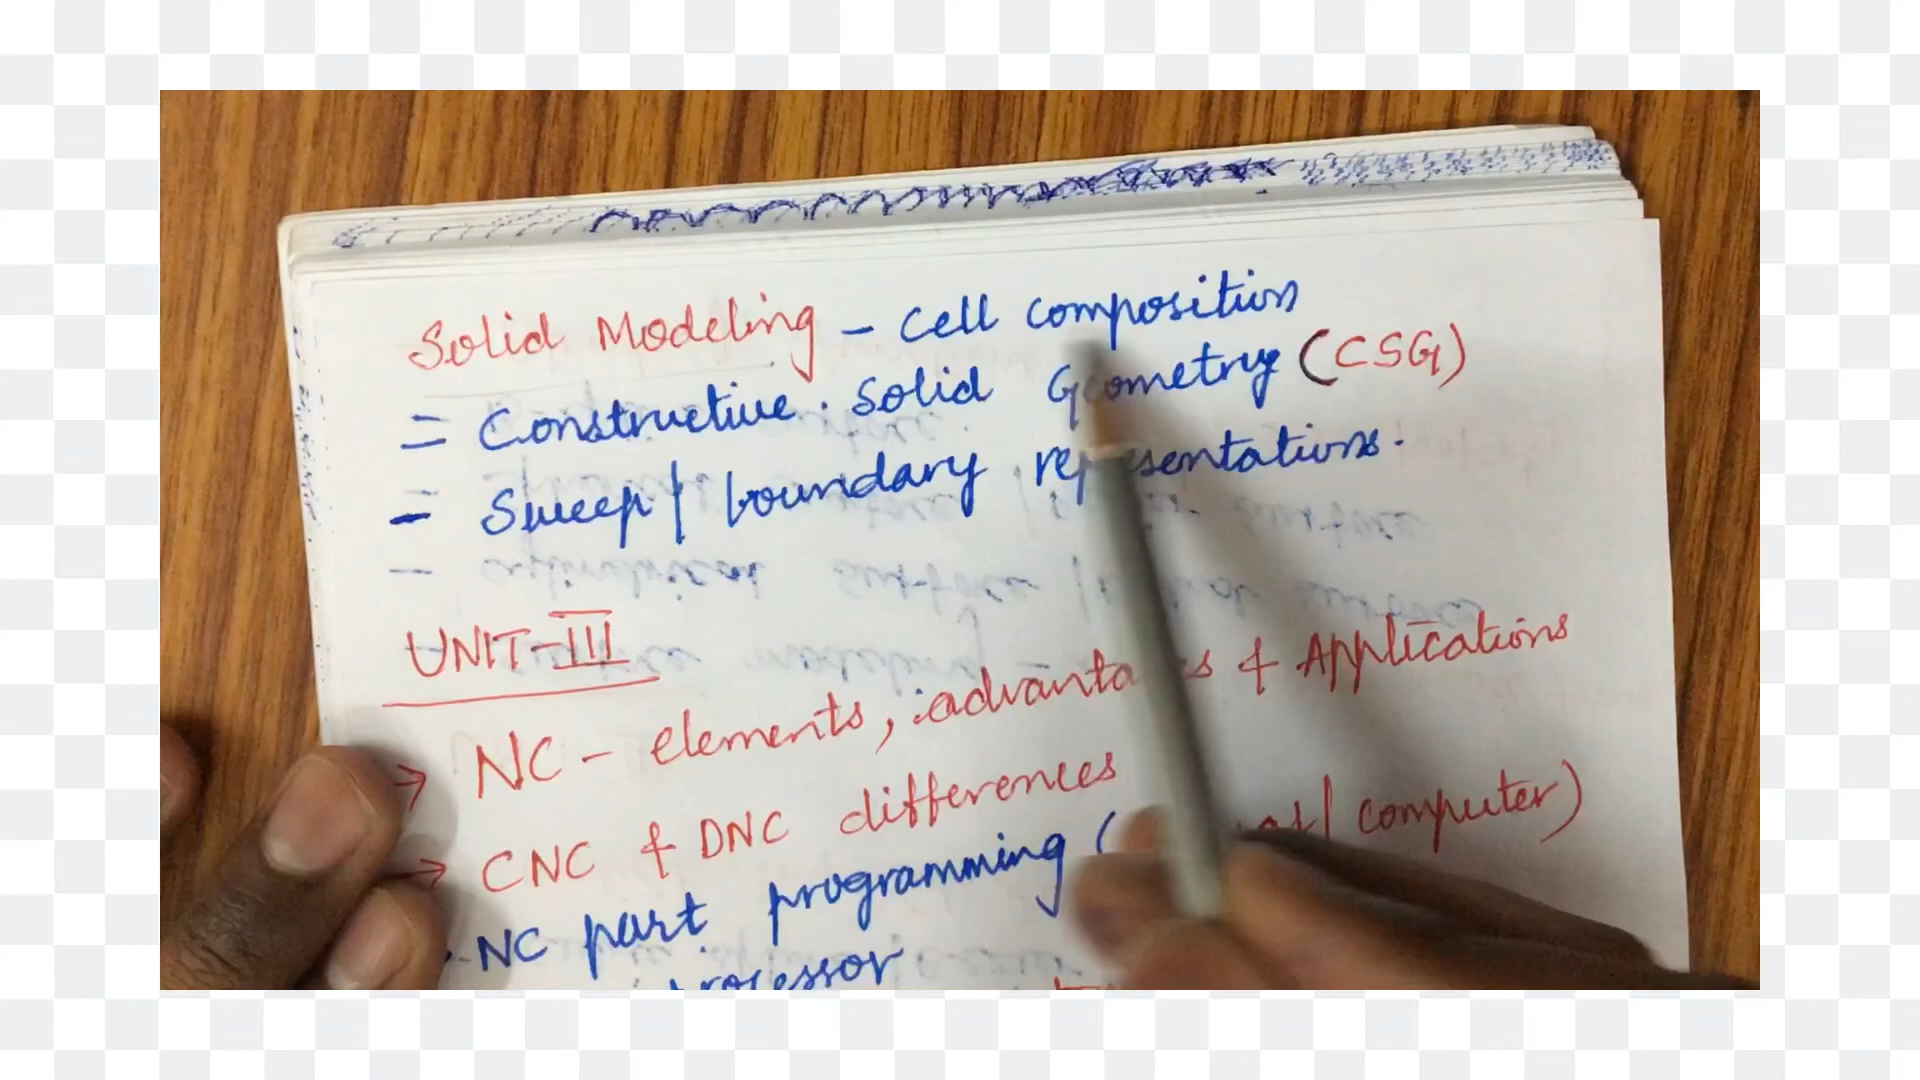 Solid Modeling - Cell composition
= Constructive Solid Geometry (CSG)
- Sweep/ boundary representations.
UNIT-III
→ NC - elements, advantages & Applications
→ CNC & DNC differences
NC part programming ( / computer)